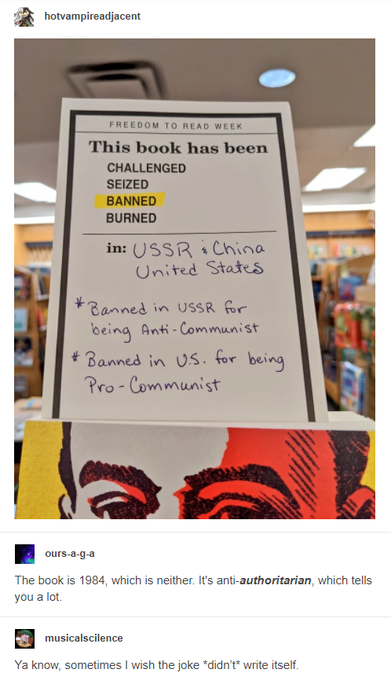 hotvampireadjacent
FREEDOM TO READ WEEK
This book has been
CHALLENGED
SEIZED
BANNED
BURNED
in: USSR & China
United States
* Banned in USSR for
being Anti-Communist
* Banned in U.S. for being
Pro-Communist
ours-a-g-a
The book is 1984, which is neither. It's anti-authoritarian, which tells
you a lot.
musicalscilence
Ya know, sometimes I wish the joke *didn't* write itself.